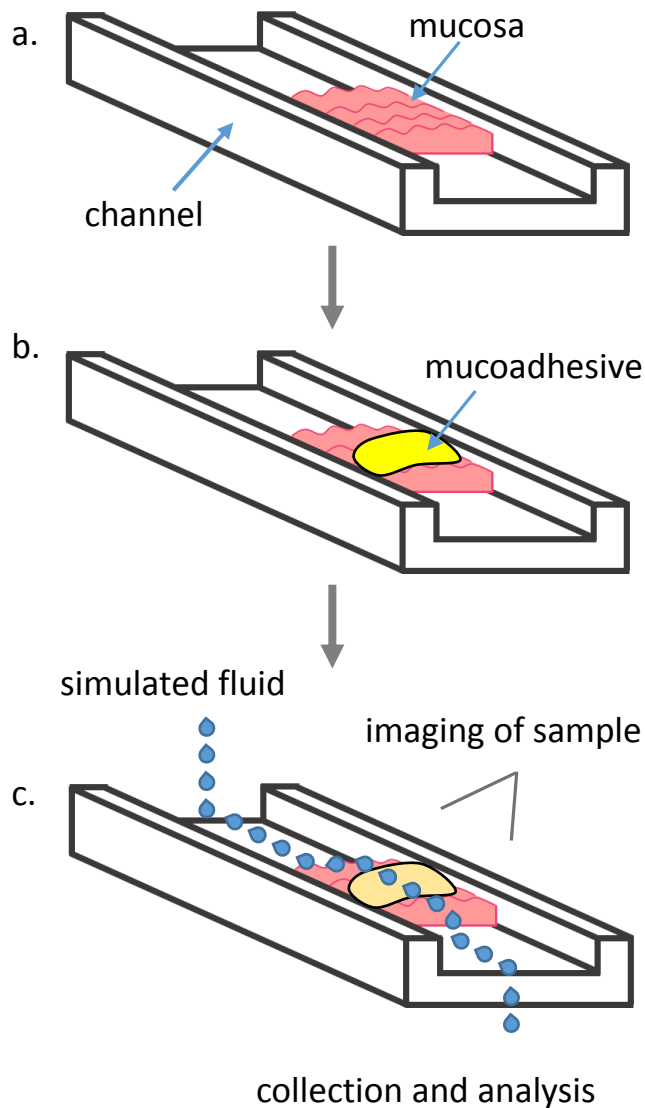 a.
mucosa
channel
b.
mucoadhesive
simulated fluid
imaging of sample
c.
collection and analysis